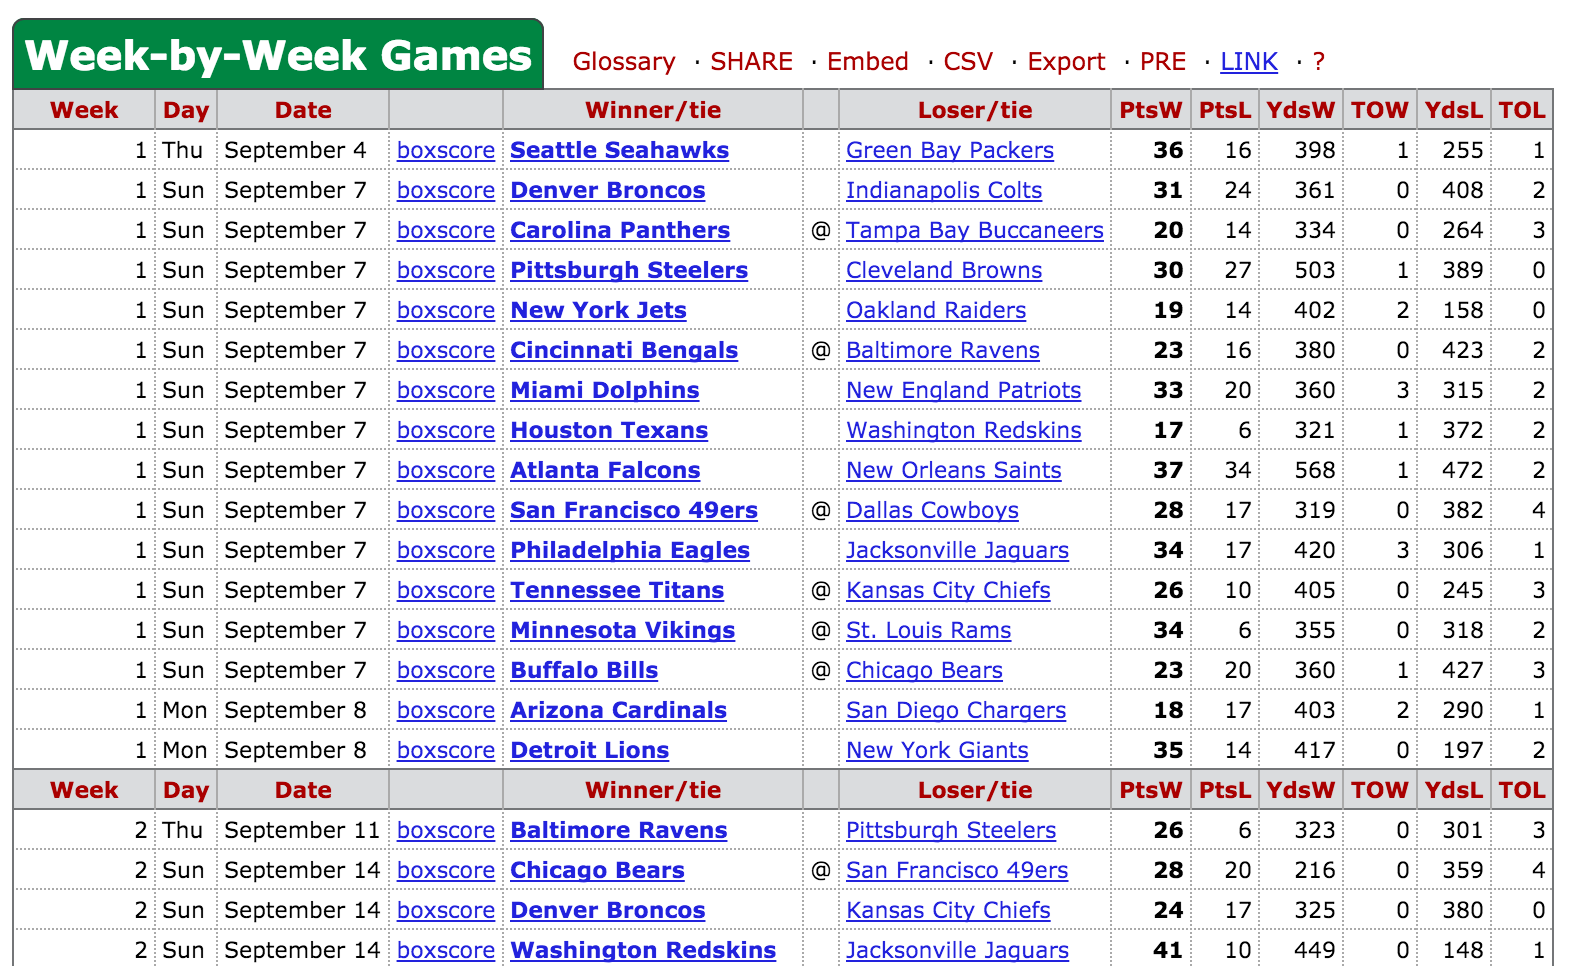 Week-by-Week Games Glossary · SHARE · Embed · CSV · Export · PRE · LINK · ?
Week Day Date Winner/tie Loser/tie PtsW PtsL YdsW TOW YdsL TOL
1 Thu September 4 boxscore Seattle Seahawks Green Bay Packers 36 16 398 1 255 1
1 Sun September 7 boxscore Denver Broncos Indianapolis Colts 31 24 361 0 408 2
1 Sun September 7 boxscore Carolina Panthers @ Tampa Bay Buccaneers 20 14 334 0 264 3
1 Sun September 7 boxscore Pittsburgh Steelers Cleveland Browns 30 27 503 1 389 0
1 Sun September 7 boxscore New York Jets Oakland Raiders 19 14 402 2 158 0
1 Sun September 7 boxscore Cincinnati Bengals @ Baltimore Ravens 23 16 380 0 423 2
1 Sun September 7 boxscore Miami Dolphins New England Patriots 33 20 360 3 315 2
1 Sun September 7 boxscore Houston Texans Washington Redskins 17 6 321 1 372 2
1 Sun September 7 boxscore Atlanta Falcons New Orleans Saints 37 34 568 1 472 2
1 Sun September 7 boxscore San Francisco 49ers @ Dallas Cowboys 28 17 319 0 382 4
1 Sun September 7 boxscore Philadelphia Eagles Jacksonville Jaguars 34 17 420 3 306 1
1 Sun September 7 boxscore Tennessee Titans @ Kansas City Chiefs 26 10 405 0 245 3
1 Sun September 7 boxscore Minnesota Vikings @ St. Louis Rams 34 6 355 0 318 2
1 Sun September 7 boxscore Buffalo Bills @ Chicago Bears 23 20 360 1 427 3
1 Mon September 8 boxscore Arizona Cardinals San Diego Chargers 18 17 403 2 290 1
1 Mon September 8 boxscore Detroit Lions New York Giants 35 14 417 0 197 2
Week Day Date Winner/tie Loser/tie PtsW PtsL YdsW TOW YdsL TOL
2 Thu September 11 boxscore Baltimore Ravens Pittsburgh Steelers 26 6 323 0 301 3
2 Sun September 14 boxscore Chicago Bears @ San Francisco 49ers 28 20 216 0 359 4
2 Sun September 14 boxscore Denver Broncos Kansas City Chiefs 24 17 325 0 380 0
2 Sun September 14 boxscore Washington Redskins Jacksonville Jaguars 41 10 449 0 148 1